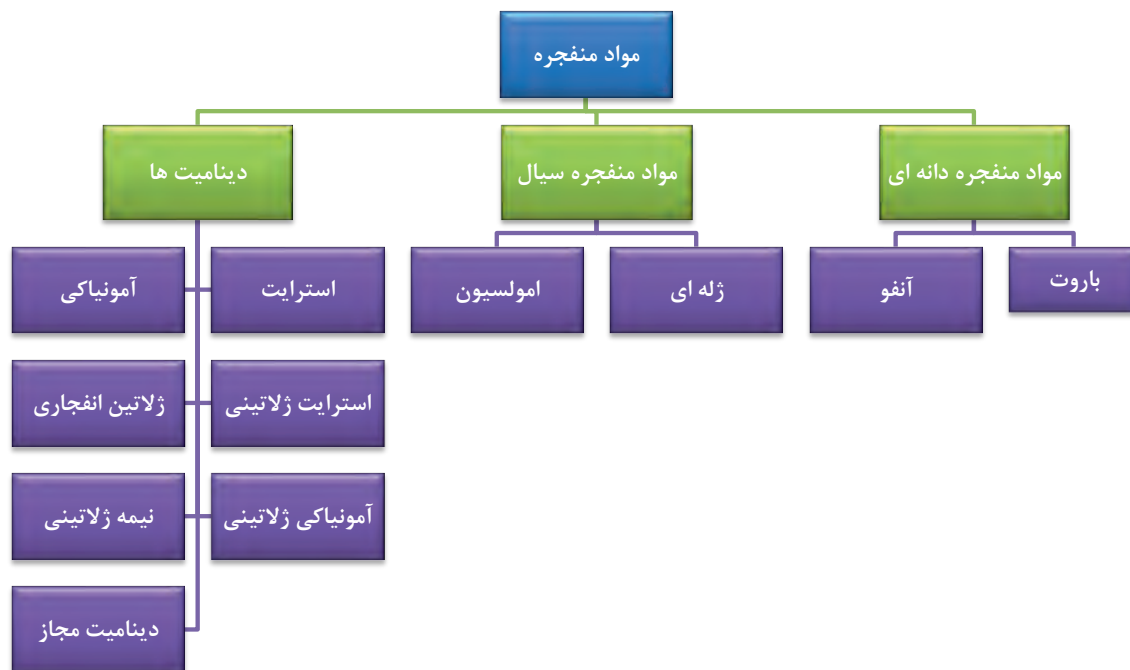 مواد منفجره
مواد منفجره دانه ای
مواد منفجره سیال
دینامیت ها
باروت
آنفو
ژله ای
امولسیون
استرایت
آمونیاکی
استرایت ژلاتینی
ژلاتین انفجاری
آمونیاکی ژلاتینی
نیمه ژلاتینی
دینامیت مجاز